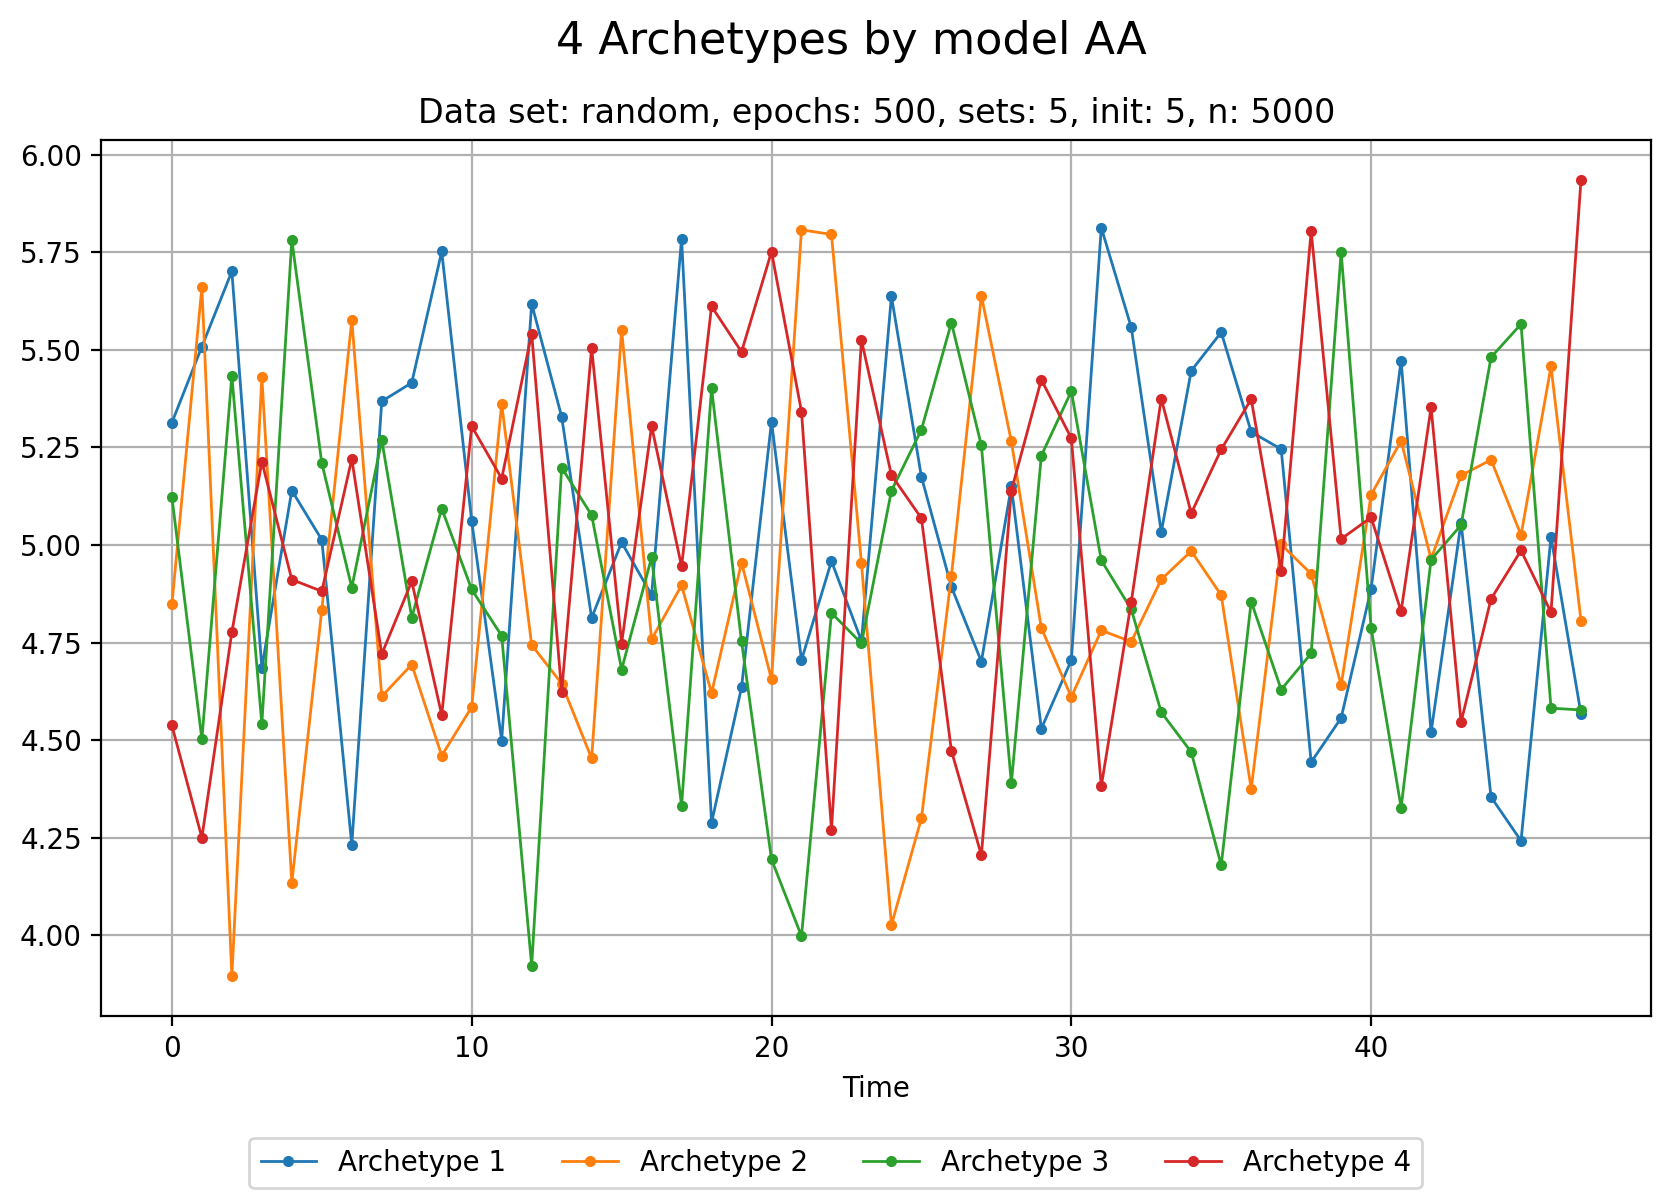 4 Archetypes by model AA
Data set: random, epochs: 500, sets: 5, init: 5, n: 5000
6.00
5.75
5.50
5.25
5.00
4.75
4.50
4.25
4.00
0 10 20 30 40
Time
Archetype 1 Archetype 2 Archetype 3 Archetype 4